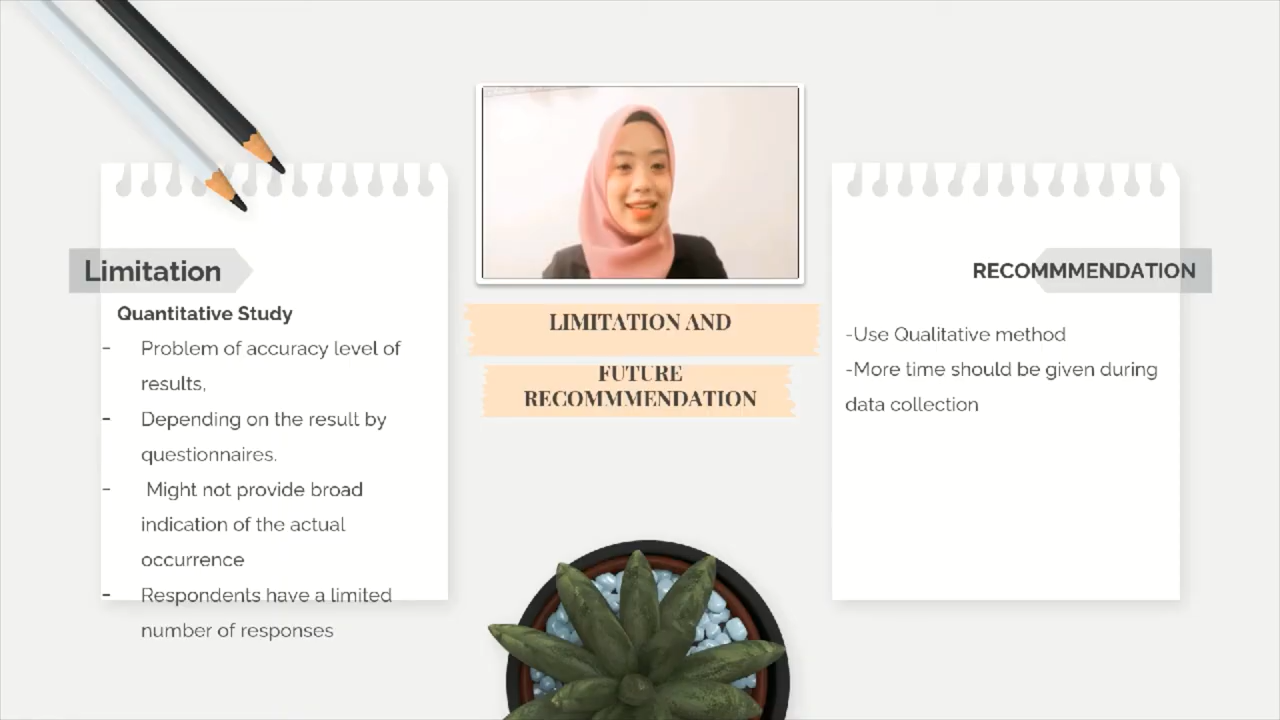 Limitation
Quantitative Study
- Problem of accuracy level of
results,
- Depending on the result by
questionnaires.
- Might not provide broad
indication of the actual
occurrence
- Respondents have a limited
number of responses
LIMITATION AND
FUTURE
RECOMMMENDATION
RECOMMMENDATION
-Use Qualitative method
-More time should be given during
data collection